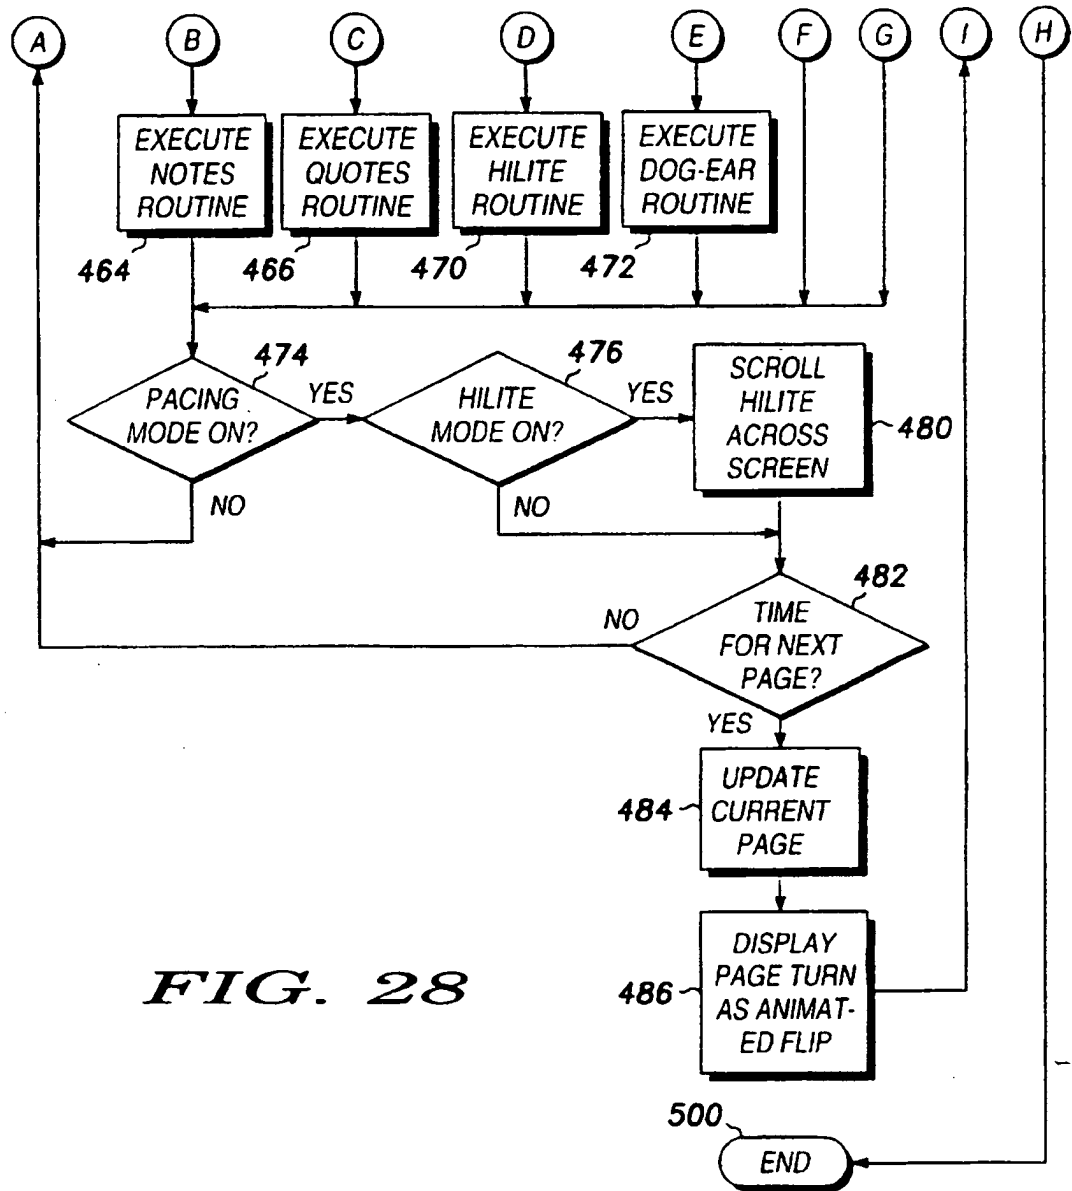 A
B
C
D
E
F
G
I
H
EXECUTE
NOTES
ROUTINE
EXECUTE
QUOTES
ROUTINE
EXECUTE
HILITE
ROUTINE
EXECUTE
DOG-EAR
ROUTINE
464
466
470
472
474
PACING
MODE ON?
YES
NO
476
HILITE
MODE ON?
YES
NO
SCROLL
HILITE
ACROSS
SCREEN
480
482
TIME
FOR NEXT
PAGE?
NO
YES
484
UPDATE
CURRENT
PAGE
486
DISPLAY
PAGE TURN
AS ANIMAT-
ED FLIP
FIG. 28
500
END